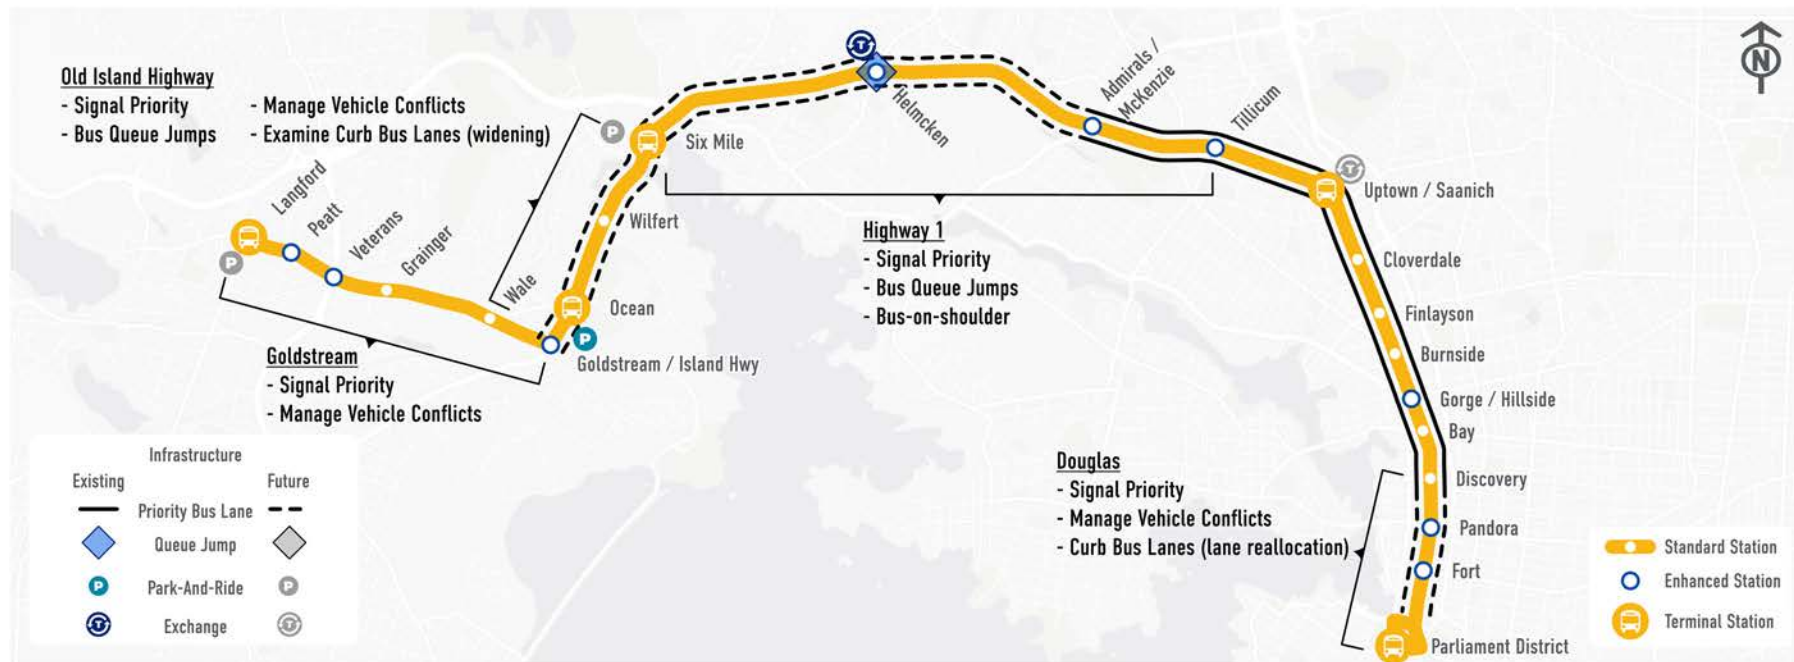 N
Old Island Highway
- Signal Priority
- Bus Queue Jumps
- Manage Vehicle Conflicts
- Examine Curb Bus Lanes (widening)
T
Helmcken
Admirals /
McKenzie
Tillicum
P
Six Mile
T
Uptown / Saanich
Langford
Peatt
Veterans
Grainger
Wale
P
Wilfert
Ocean
P
Goldstream / Island Hwy
Highway 1
- Signal Priority
- Bus Queue Jumps
- Bus-on-shoulder
Cloverdale
Finlayson
Burnside
Gorge / Hillside
Bay
Discovery
Pandora
Fort
Parliament District
Goldstream
- Signal Priority
- Manage Vehicle Conflicts
Douglas
- Signal Priority
- Manage Vehicle Conflicts
- Curb Bus Lanes (lane reallocation)
Infrastructure
Existing Future
Priority Bus Lane
Queue Jump
P Park-And-Ride P
T Exchange T
Standard Station
Enhanced Station
Terminal Station